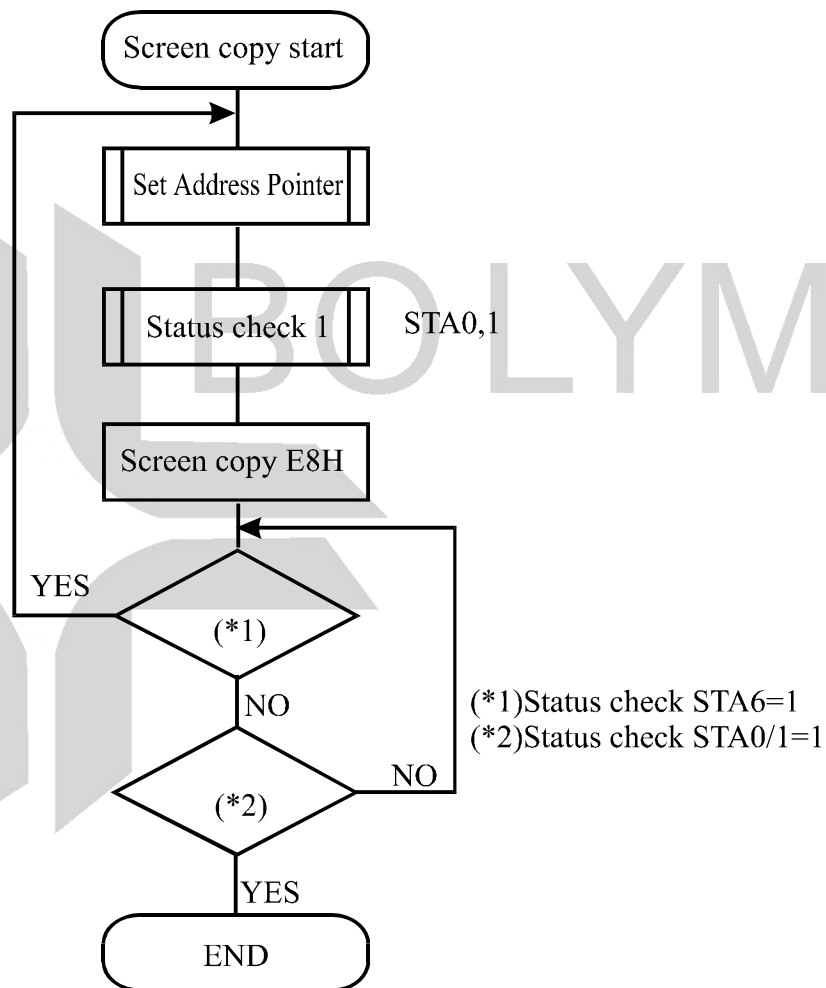 Screen copy start
Set Address Pointer
Status check 1
STA0,1
BOLYM
Screen copy E8H
YES
(*1)
NO
(*1)Status check STA6=1
(*2)Status check STA0/1=1
NO
(*2)
YES
END